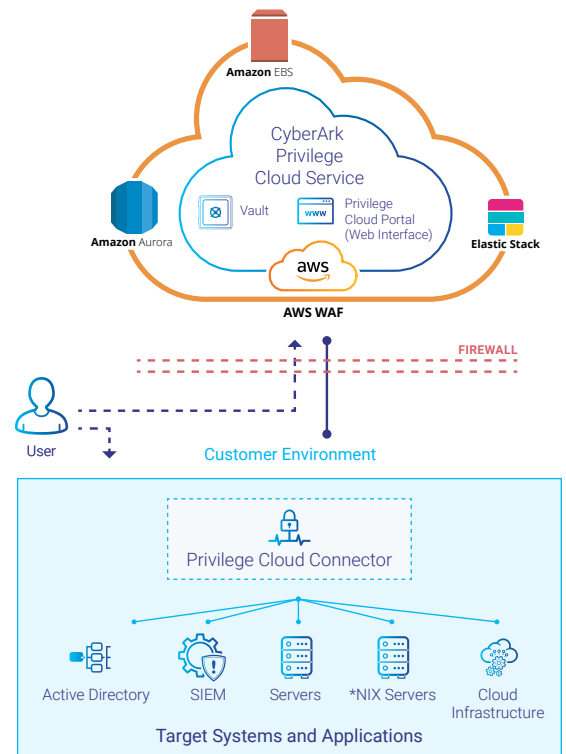 Amazon EBS
CyberArk
Privilege
Cloud Service
Vault
www
Privilege
Cloud Portal
(Web Interface)
Amazon Aurora
Elastic Stack
aws
AWS WAF
FIREWALL
User
Customer Environment
Privilege Cloud Connector
Active Directory
SIEM
Servers
*NIX Servers
Cloud
Infrastructure
Target Systems and Applications